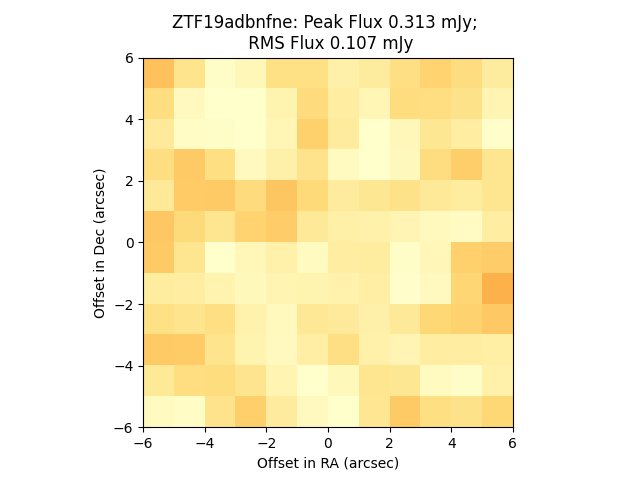 ZTF19adbnfne: Peak Flux 0.313 mJy;
RMS Flux 0.107 mJy
6
4
2
0
−2
−4
−6
Offset in Dec (arcsec)
−6 −4 −2 0 2 4 6
Offset in RA (arcsec)